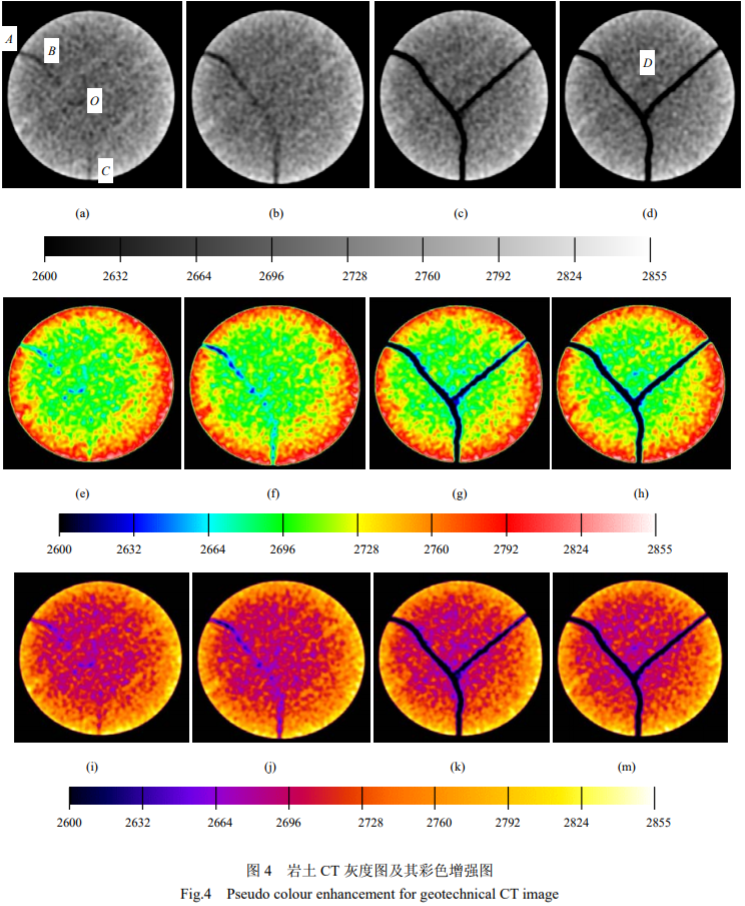 A
B
O
C
D
(a) (b) (c) (d)
2600 2632 2664 2696 2728 2760 2792 2824 2855
(e) (f) (g) (h)
2600 2632 2664 2696 2728 2760 2792 2824 2855
(i) (j) (k) (m)
2600 2632 2664 2696 2728 2760 2792 2824 2855
图 4 岩土 CT 灰度图及其彩色增强图
Fig.4 Pseudo colour enhancement for geotechnical CT image